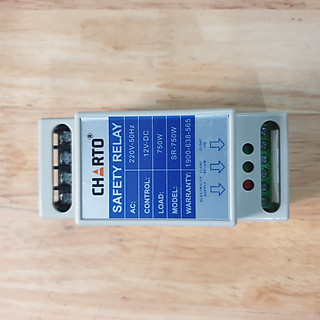 CHARTO®
SAFETY RELAY
AC: 220V-50Hz
CONTROL: 12V-DC
LOAD: 750W
MODEL: SR-750W
WARRANTY: 1900-638-565